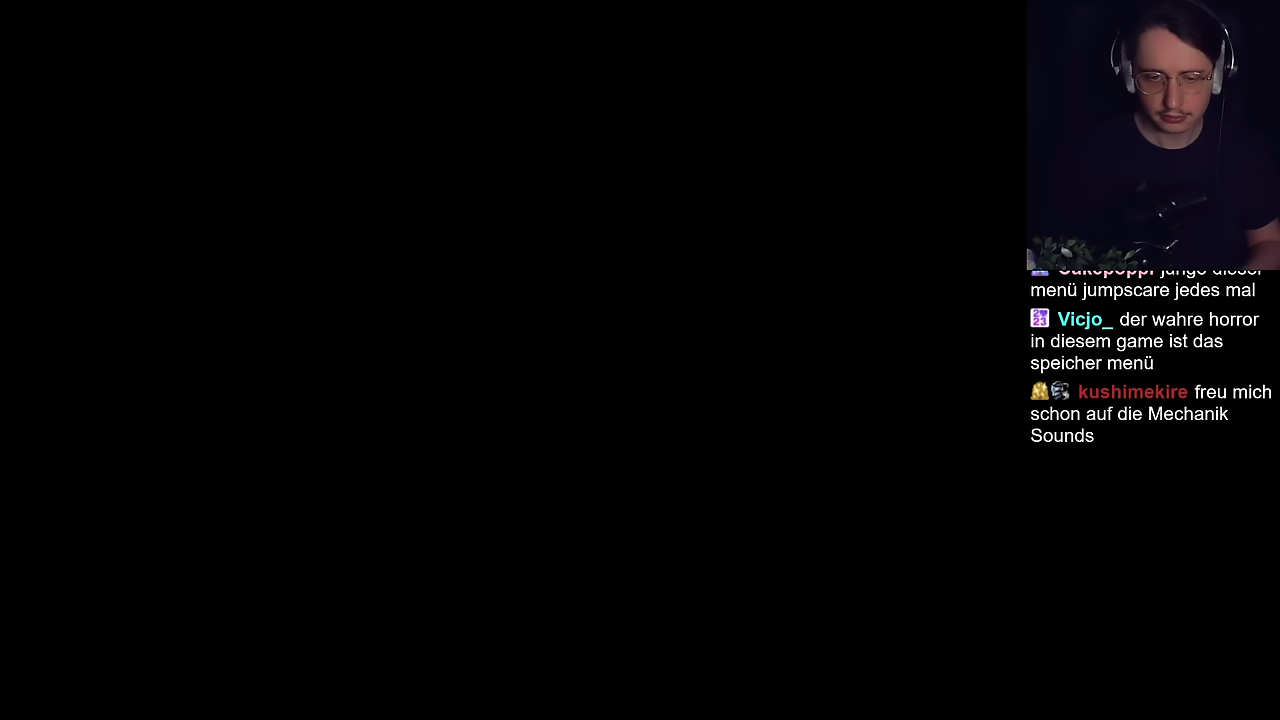 menü jumpscare jedes mal
Vicjo_ der wahre horror
in diesem game ist das
speicher menü
kushimekire freu mich
schon auf die Mechanik
Sounds